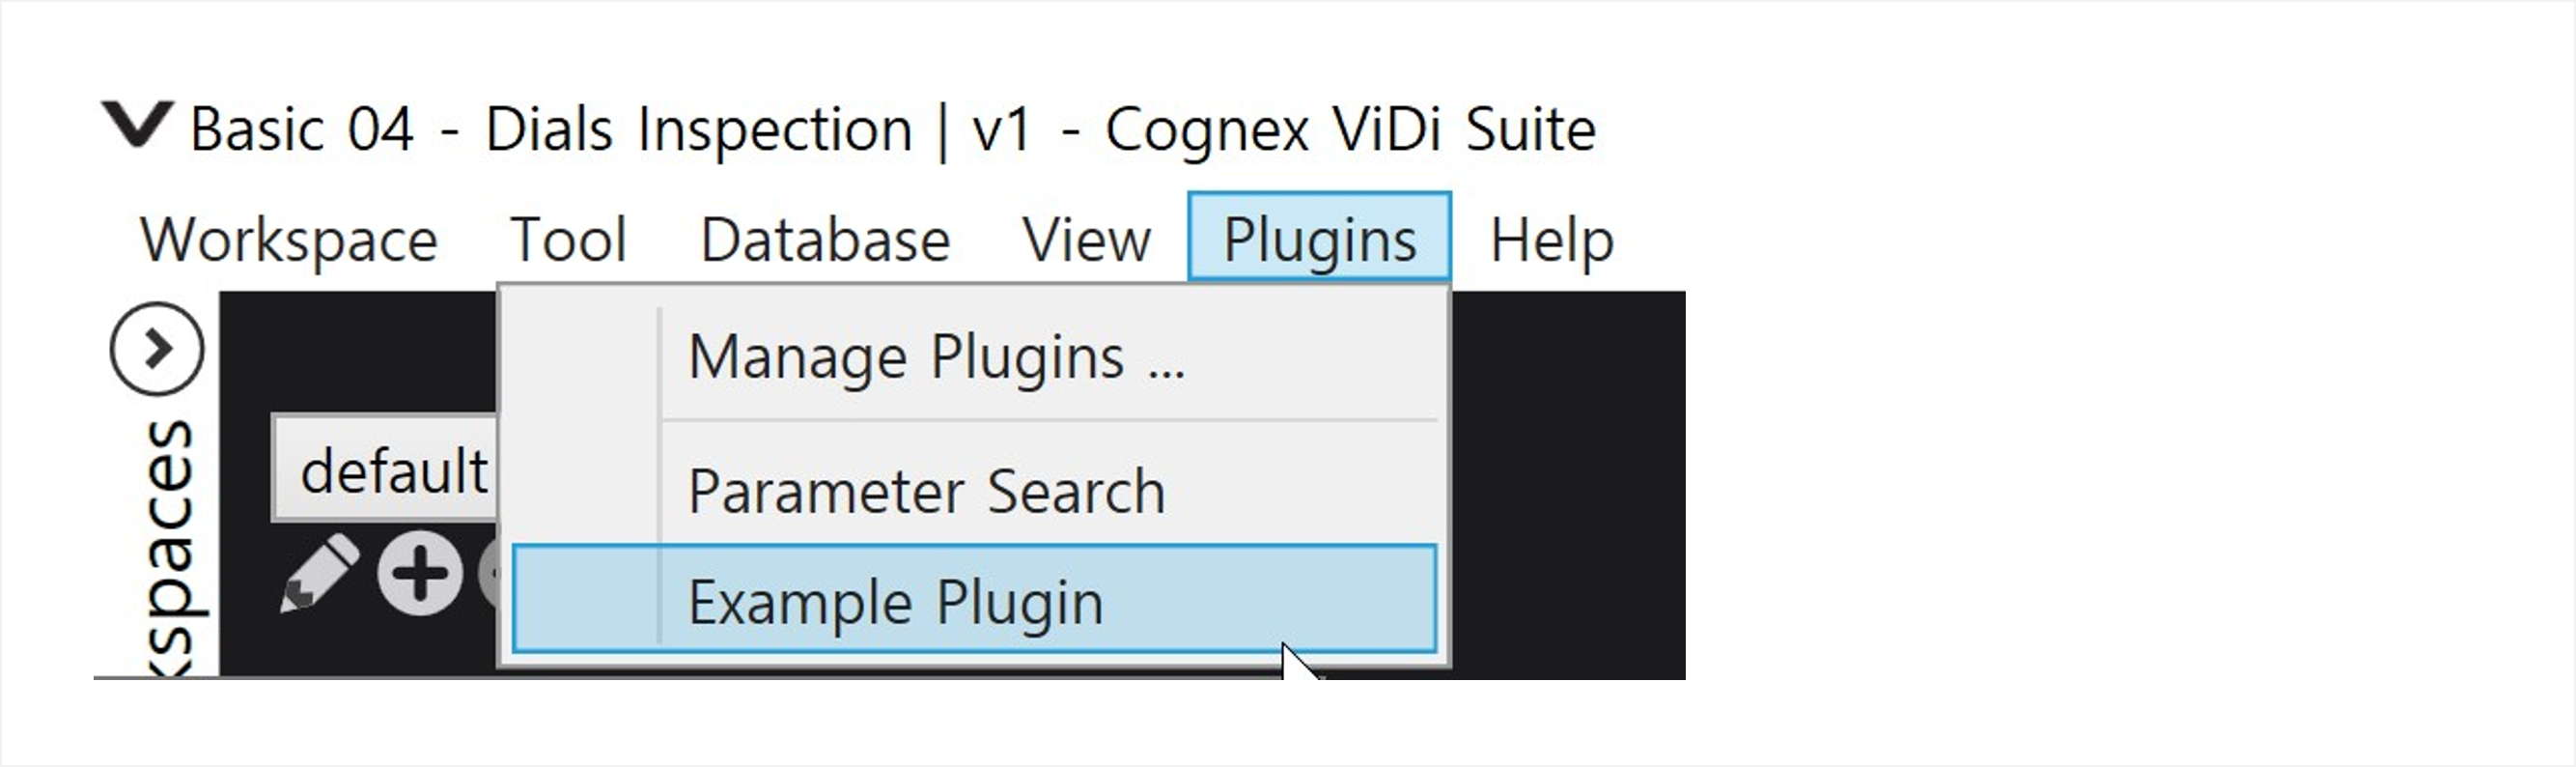 Basic 04 - Dials Inspection | v1 - Cognex ViDi Suite
Workspace Tool Database View Plugins Help
Manage Plugins ...
default
Parameter Search
Example Plugin